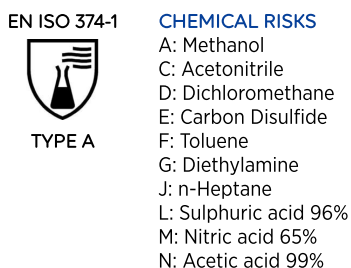 EN ISO 374-1
TYPE A
CHEMICAL RISKS
A: Methanol
C: Acetonitrile
D: Dichloromethane
E: Carbon Disulfide
F: Toluene
G: Diethylamine
J: n-Heptane
L: Sulphuric acid 96%
M: Nitric acid 65%
N: Acetic acid 99%